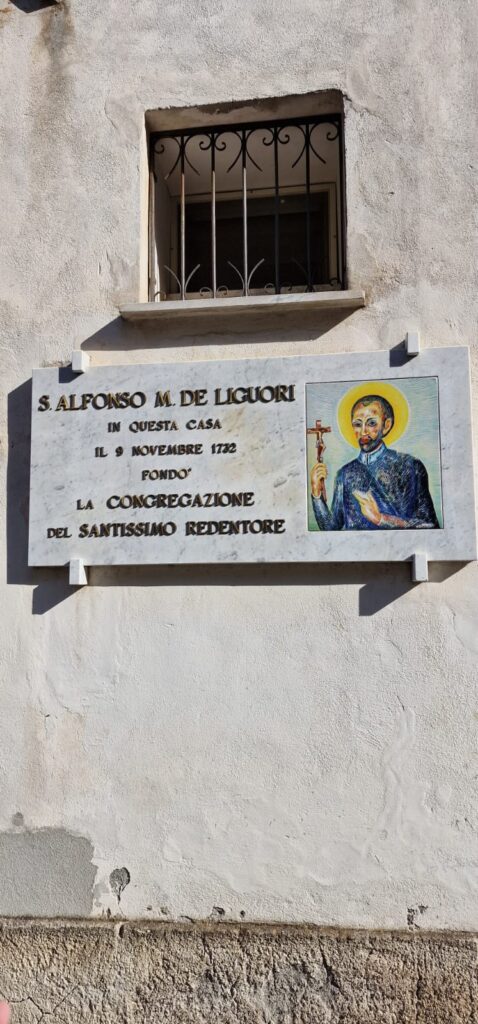 S. ALFONSO M. DE LIGUORI
IN QUESTA CASA
IL 9 NOVEMBRE 1732
FONDO'
LA CONGREGAZIONE
DEL SANTISSIMO REDENTORE